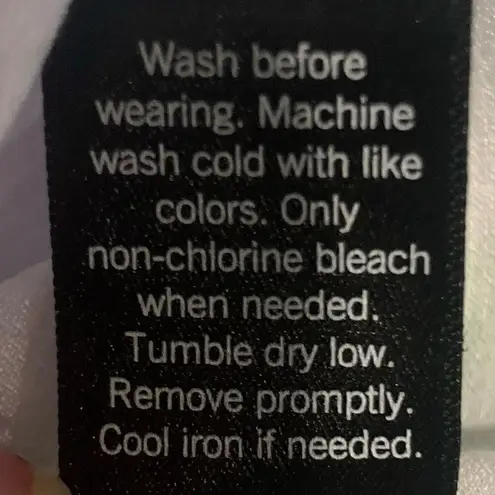 Wash before
wearing. Machine
wash cold with like
colors. Only
non-chlorine bleach
when needed.
Tumble dry low.
Remove promptly.
Cool iron if needed.